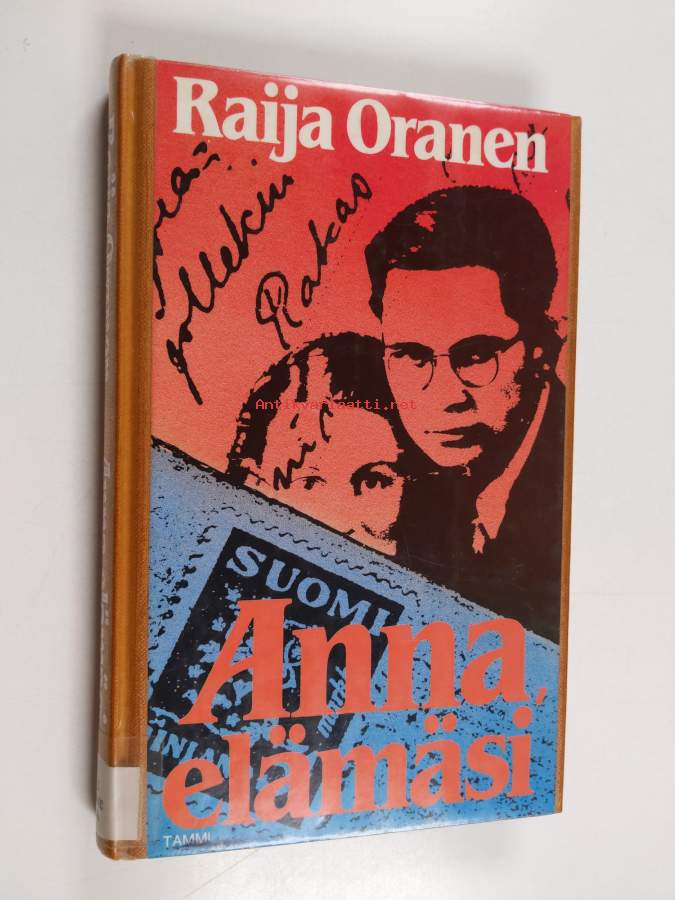 Raija Oranen
Rakas
Antikvariaatti.net
SUOMI
Anna,
elämäsi
TAMMI